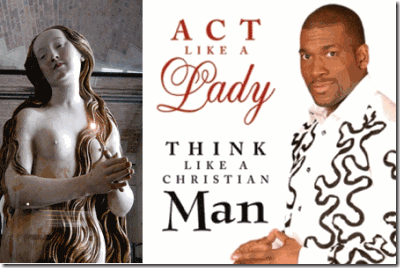 ACT
LIKE A
Lady
THINK
LIKE A
CHRISTIAN
Man